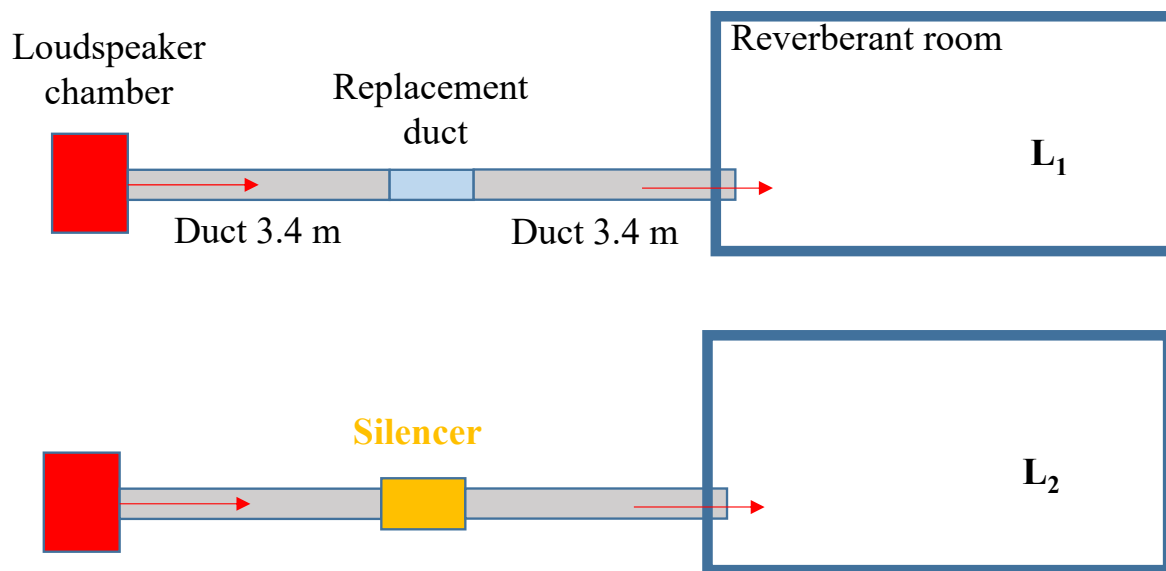 Loudspeaker
chamber
Replacement
duct
Reverberant room
L₁
Duct 3.4 m
Duct 3.4 m
Silencer
L₂